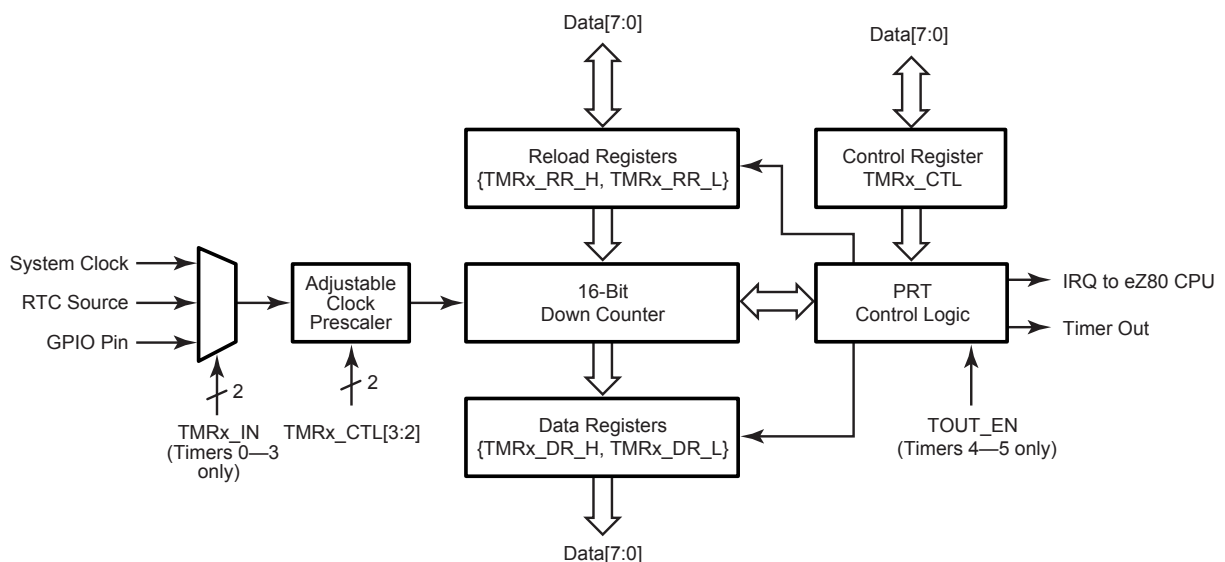 Data[7:0]
Data[7:0]
Reload Registers
{TMRx_RR_H, TMRx_RR_L}
Control Register
TMRx_CTL
System Clock
RTC Source
GPIO Pin
Adjustable
Clock
Prescaler
16-Bit
Down Counter
PRT
Control Logic
IRQ to eZ80 CPU
Timer Out
2
2
TMRx_IN
(Timers 0—3
only)
TMRx_CTL[3:2]
Data Registers
{TMRx_DR_H, TMRx_DR_L}
TOUT_EN
(Timers 4—5 only)
Data[7:0]